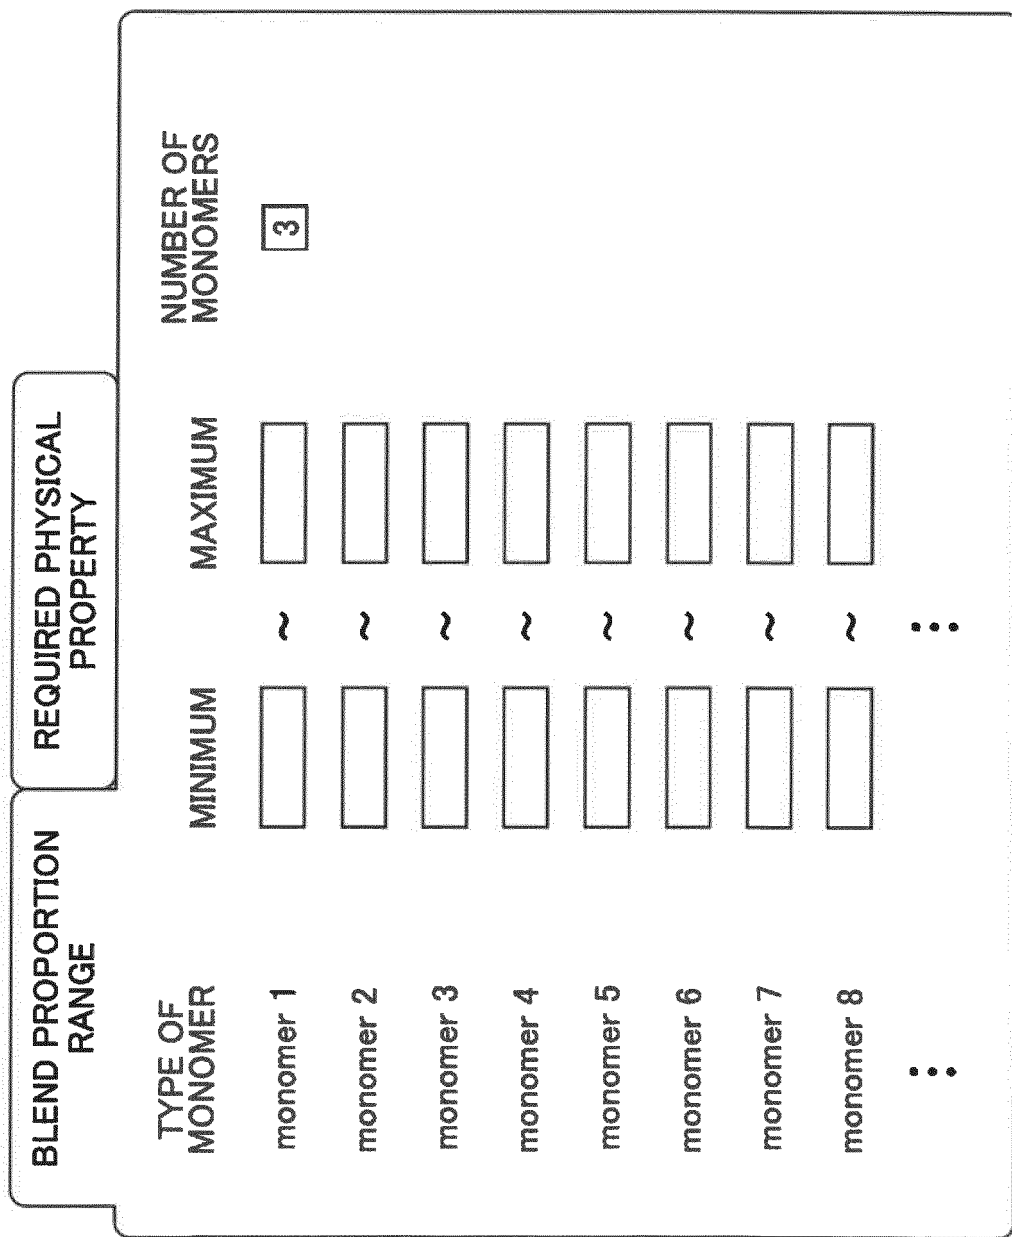 BLEND PROPORTION
RANGE
REQUIRED PHYSICAL
PROPERTY
TYPE OF
MONOMER
MINIMUM
MAXIMUM
NUMBER OF
MONOMERS
monomer 1 ~ 3
monomer 2 ~
monomer 3 ~
monomer 4 ~
monomer 5 ~
monomer 6 ~
monomer 7 ~
monomer 8 ~